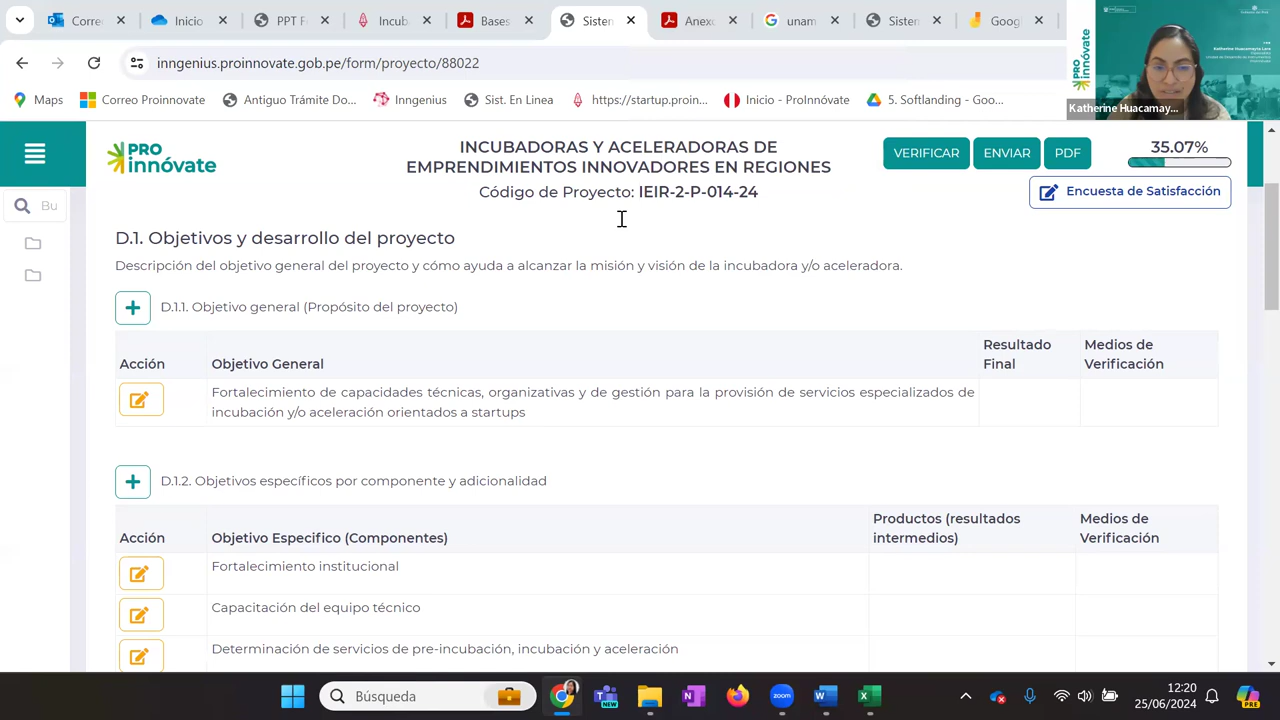 Corre
Inicio
PPT F
Incub
Bases
Sisten
Anexo
unam
Sisten
Goog
inngenius.proinnovate.gob.pe/form/proyecto/88022
Maps
Correo Proinnovate
Antiguo Trámite Do...
Inngenius
Sist. En Linea
https://startup.proin...
Inicio - ProInnóvate
5. Softlanding - Goo...
PRO
innóvate
Katherine Huacamayta Lara
Katherine Huacamay...
PRO
innóvate
INCUBADORAS Y ACELERADORAS DE
EMPRENDIMIENTOS INNOVADORES EN REGIONES
Código de Proyecto: IEIR-2-P-014-24
VERIFICAR
ENVIAR
PDF
35.07%
Encuesta de Satisfacción
Bu
D.1. Objetivos y desarrollo del proyecto
Descripción del objetivo general del proyecto y cómo ayuda a alcanzar la misión y visión de la incubadora y/o aceleradora.
D.1.1. Objetivo general (Propósito del proyecto)
Acción
Objetivo General
Resultado
Final
Medios de
Verificación
Fortalecimiento de capacidades técnicas, organizativas y de gestión para la provisión de servicios especializados de
incubación y/o aceleración orientados a startups
D.1.2. Objetivos específicos por componente y adicionalidad
Acción
Objetivo Especifico (Componentes)
Productos (resultados
intermedios)
Medios de
Verificación
Fortalecimiento institucional
Capacitación del equipo técnico
Determinación de servicios de pre-incubación, incubación y aceleración
Búsqueda
NEW
zoom
12:20
25/06/2024
PRE